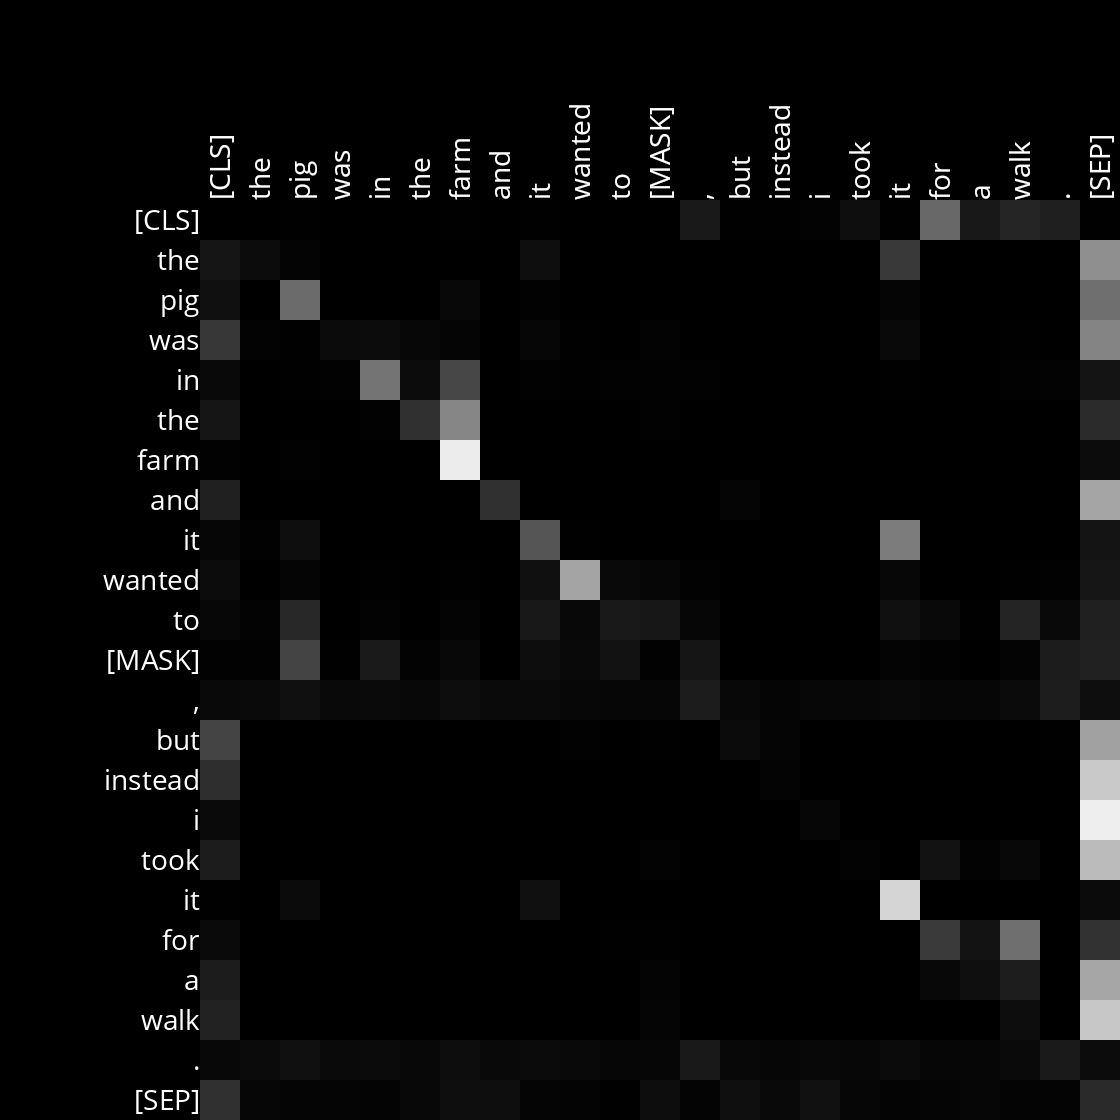 [CLS] the pig was in the farm and it wanted to [MASK] , but instead i took it for a walk . [SEP]
[CLS]
the
pig
was
in
the
farm
and
it
wanted
to
[MASK]
,
but
instead
i
took
it
for
a
walk
.
[SEP]